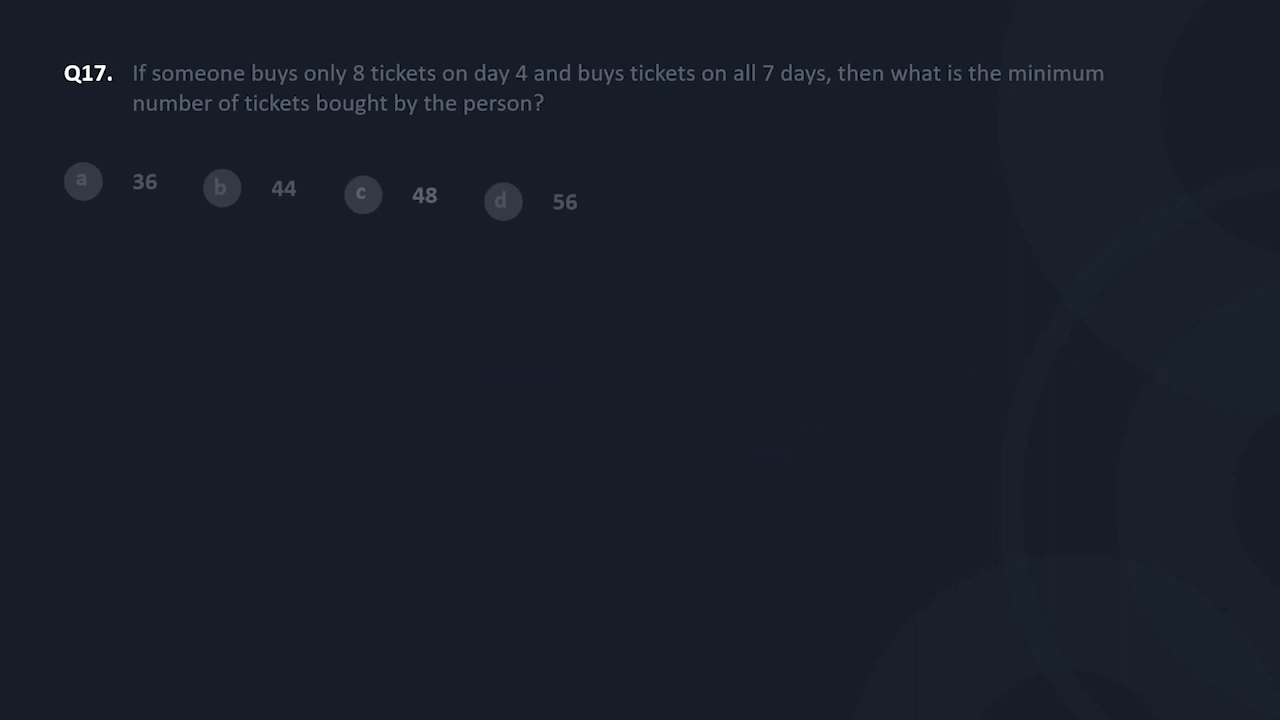 Q17. If someone buys only 8 tickets on day 4 and buys tickets on all 7 days, then what is the minimum
number of tickets bought by the person?
a 36 b 44 c 48 d 56